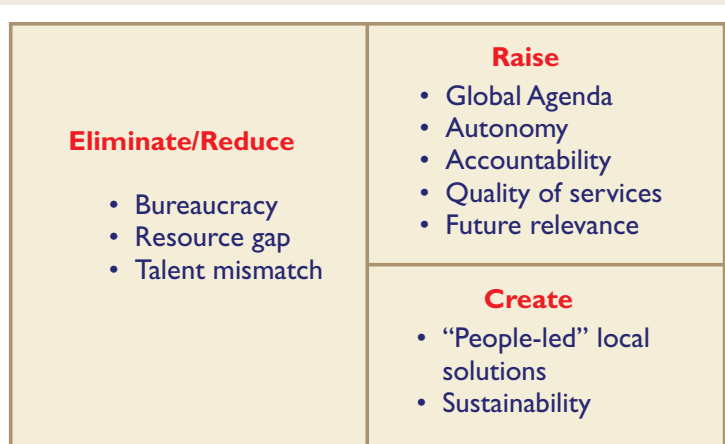 Eliminate/Reduce
• Bureaucracy
• Resource gap
• Talent mismatch
Raise
• Global Agenda
• Autonomy
• Accountability
• Quality of services
• Future relevance
Create
• “People-led” local
solutions
• Sustainability